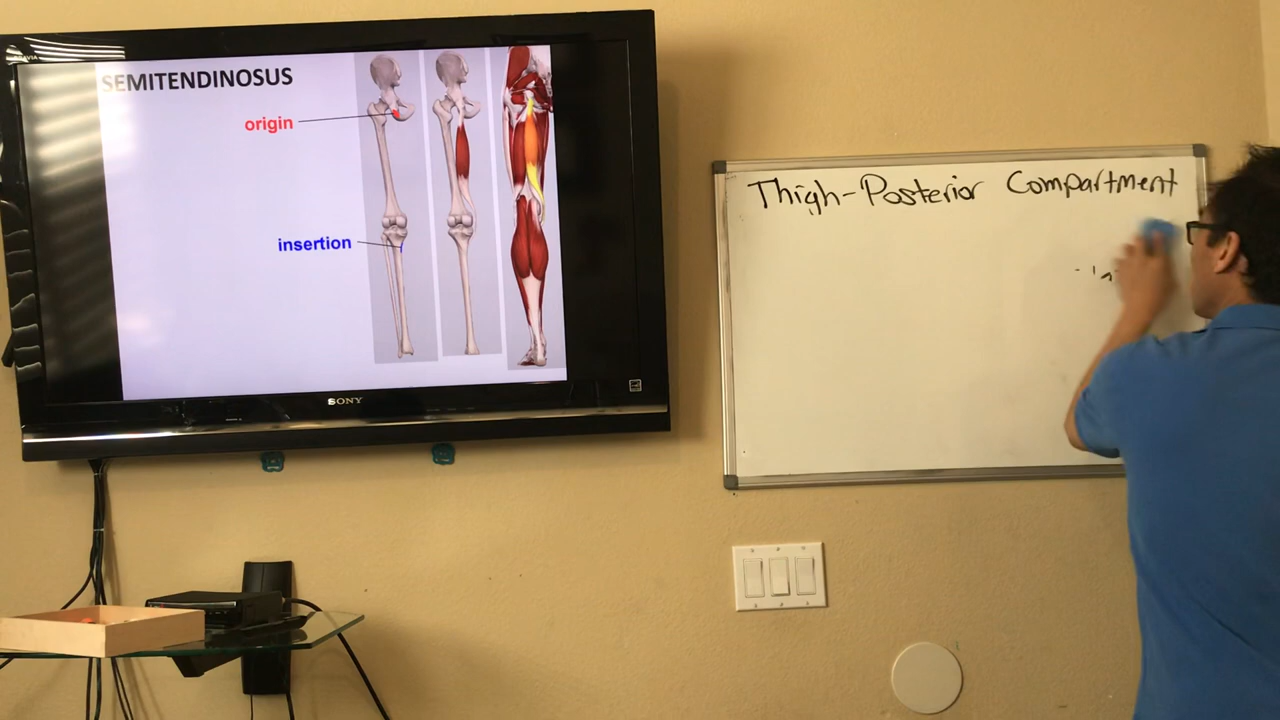 SEMITENDINOSUS
origin
insertion
SONY
Thigh-Posterior Compartment